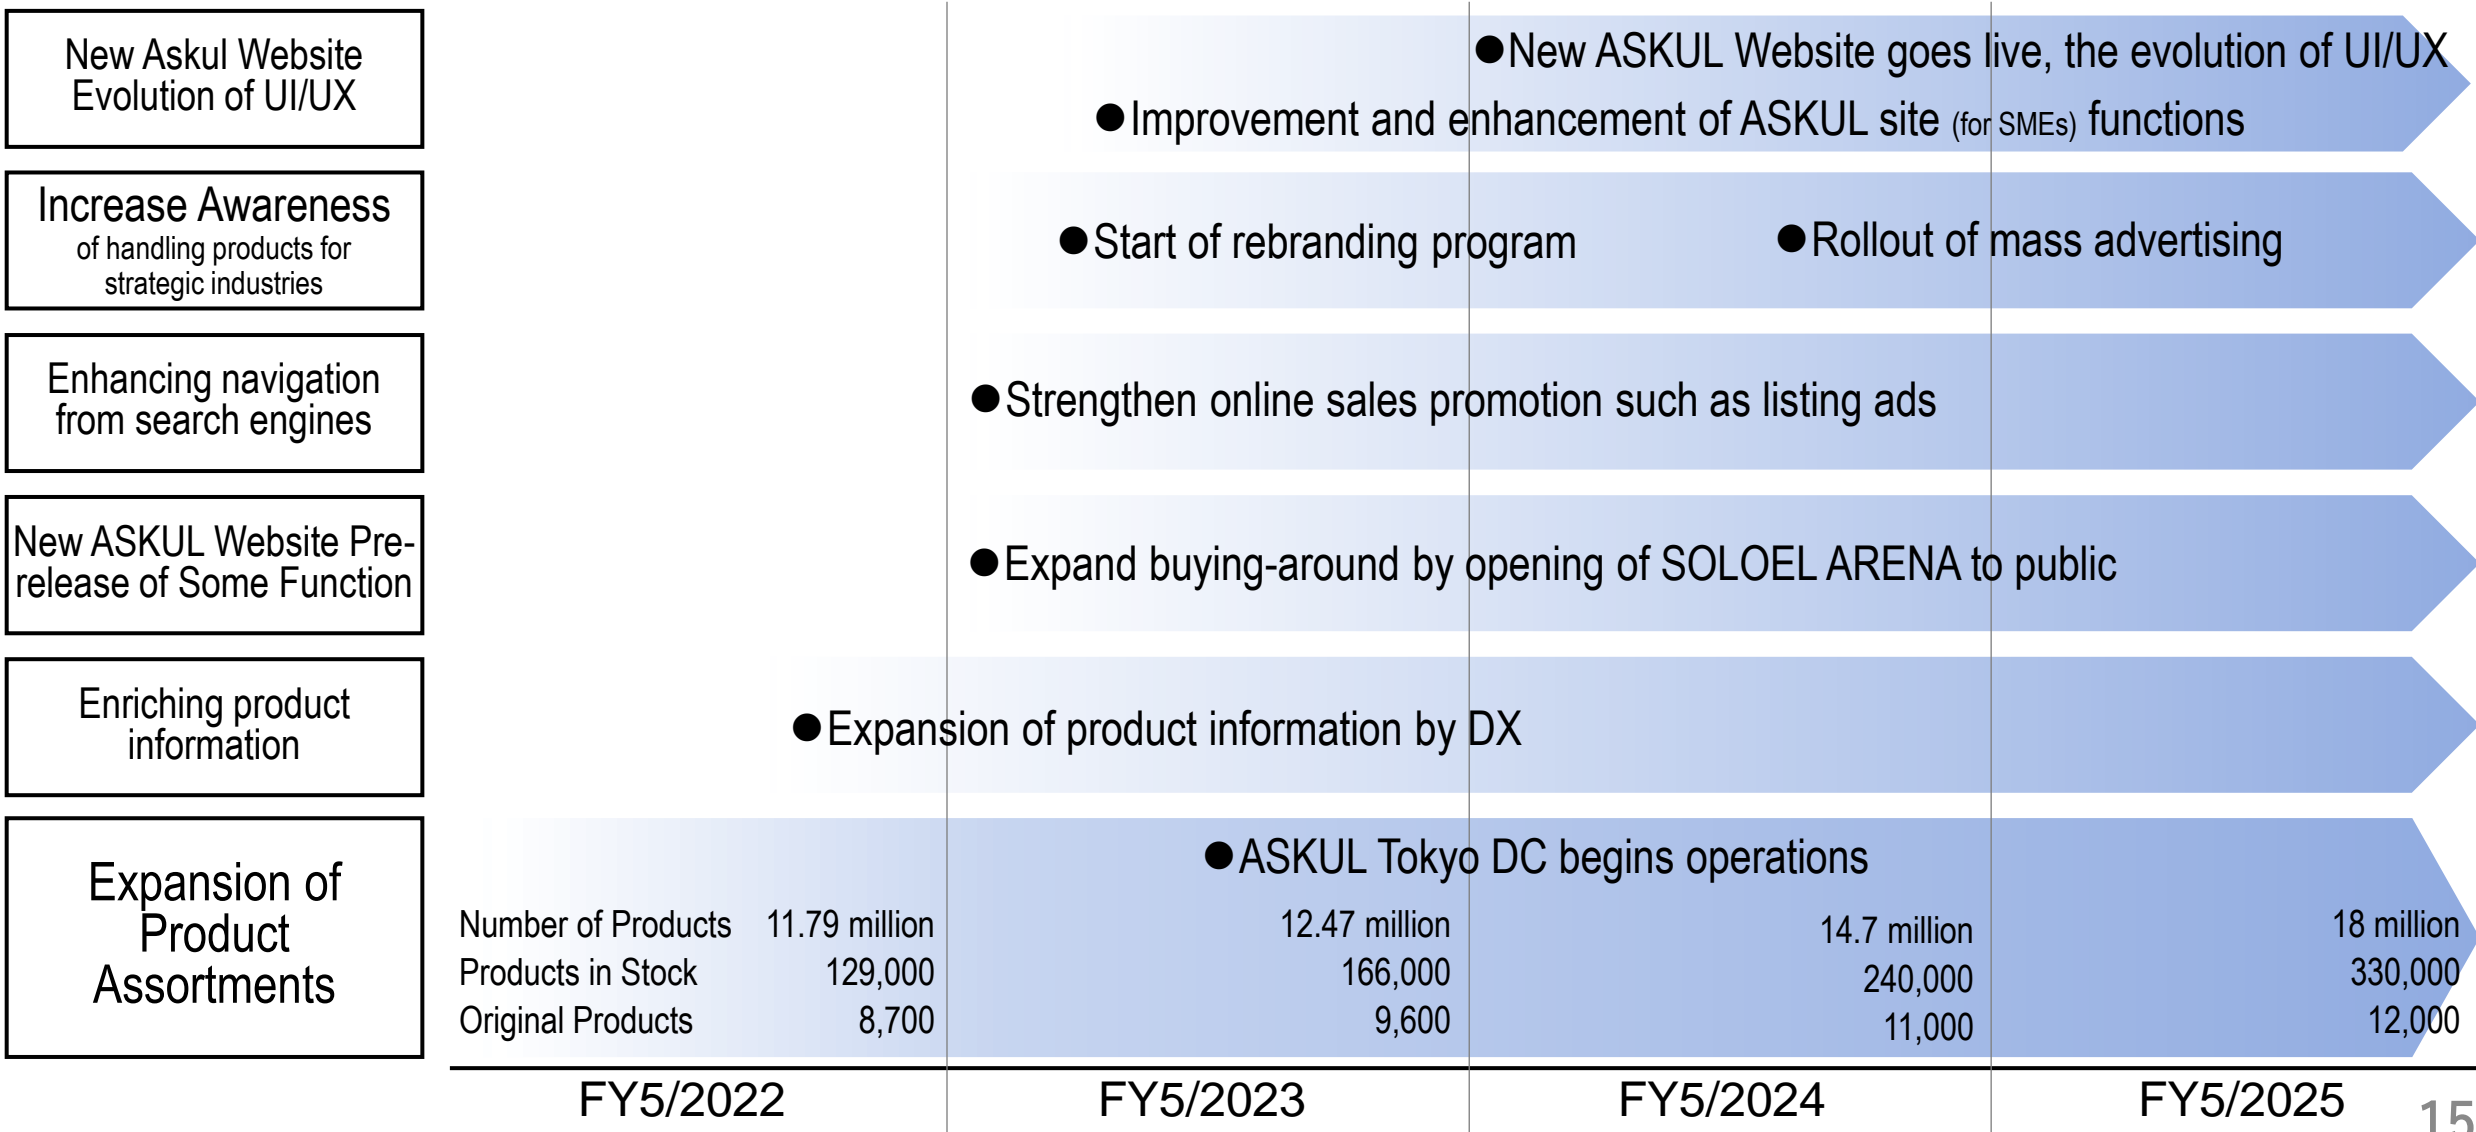 New Askul Website
Evolution of UI/UX
●New ASKUL Website goes live, the evolution of UI/UX
●Improvement and enhancement of ASKUL site (for SMEs) functions
Increase Awareness
of handling products for
strategic industries
●Start of rebranding program
●Rollout of mass advertising
Enhancing navigation
from search engines
●Strengthen online sales promotion such as listing ads
New ASKUL Website Pre-
release of Some Function
●Expand buying-around by opening of SOLOEL ARENA to public
Enriching product
information
●Expansion of product information by DX
Expansion of
Product
Assortments
●ASKUL Tokyo DC begins operations
Number of Products 11.79 million 12.47 million 14.7 million 18 million
Products in Stock 129,000 166,000 240,000 330,000
Original Products 8,700 9,600 11,000 12,000
FY5/2022 FY5/2023 FY5/2024 FY5/2025
15